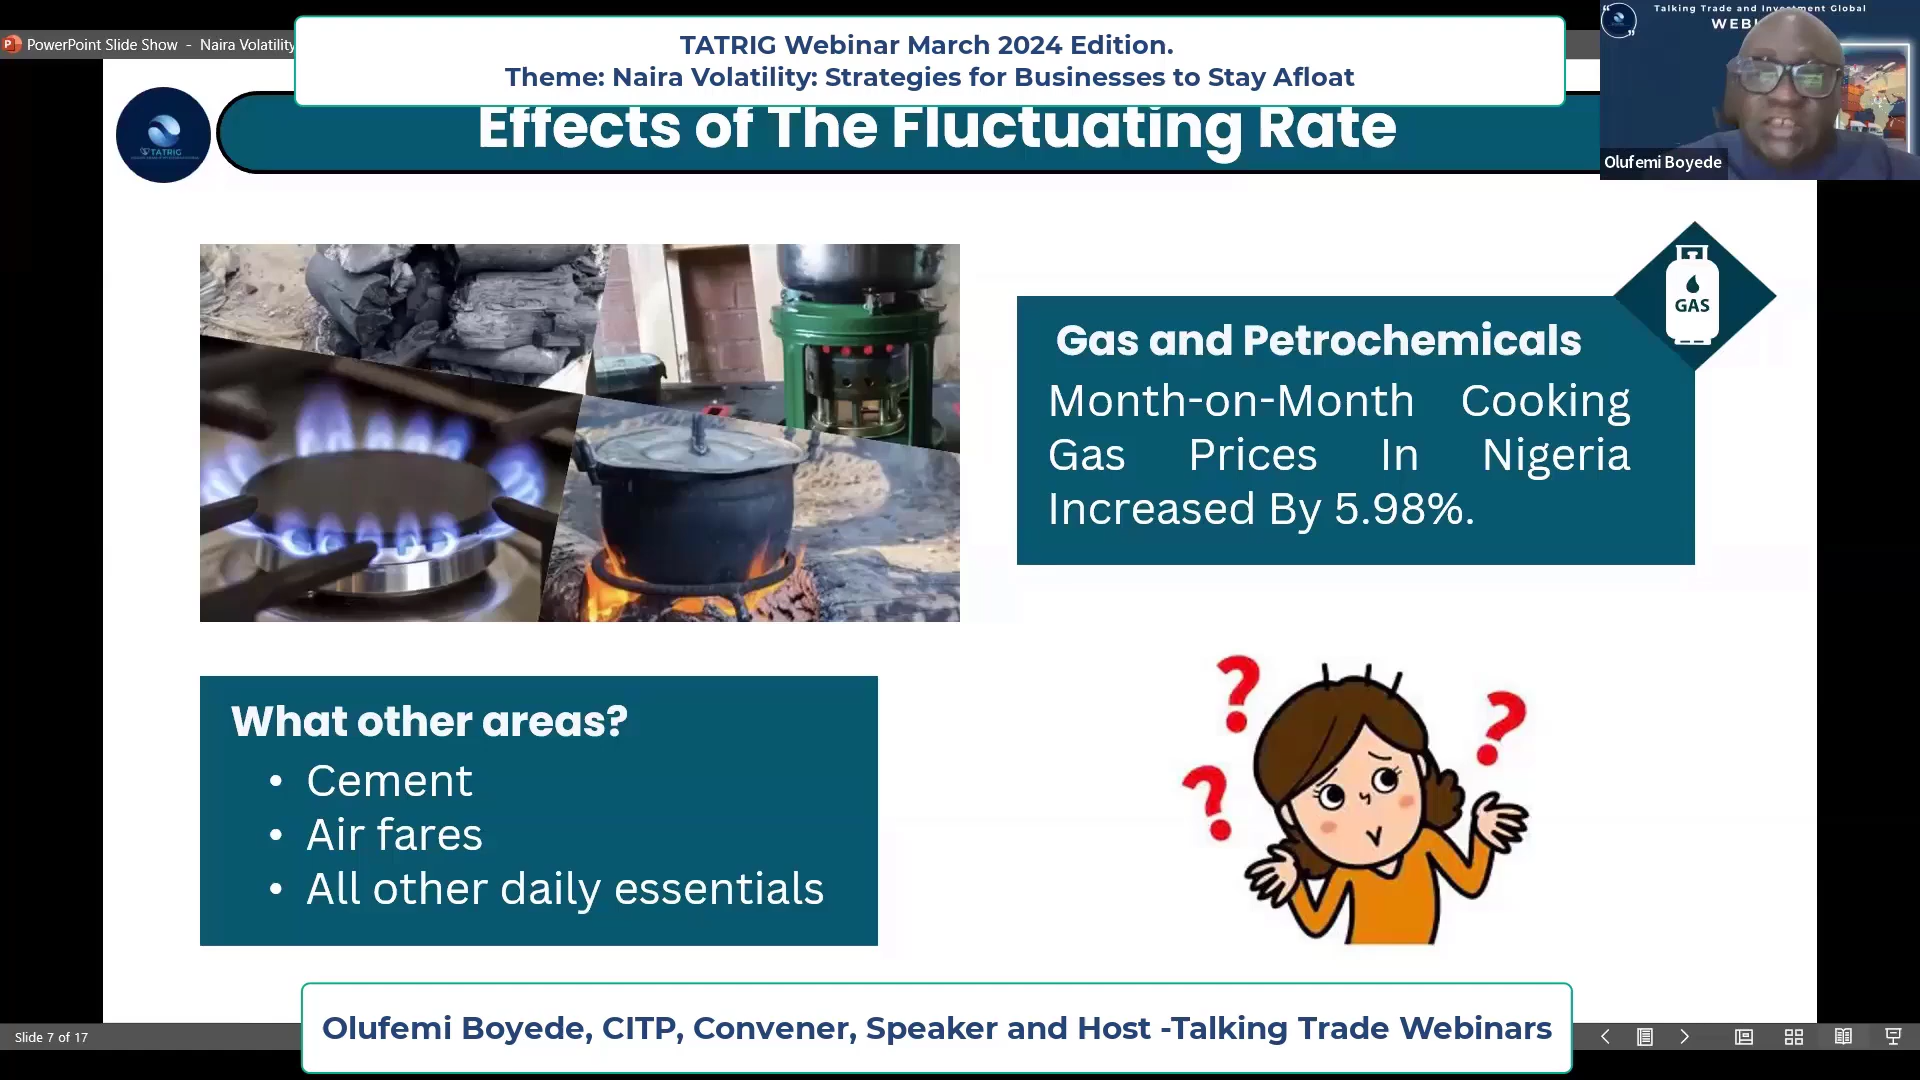 PowerPoint Slide Show - Naira Volatility
TATRIG Webinar March 2024 Edition.
Theme: Naira Volatility: Strategies for Businesses to Stay Afloat
Talking Trade and Investment Global
Olufemi Boyede
TATRIG
Effects of The Fluctuating Rate
GAS
Gas and Petrochemicals
Month-on-Month Cooking
Gas Prices In Nigeria
Increased By 5.98%.
What other areas?
• Cement
• Air fares
• All other daily essentials
? ? ?
Olufemi Boyede, CITP, Convener, Speaker and Host -Talking Trade Webinars
Slide 7 of 17